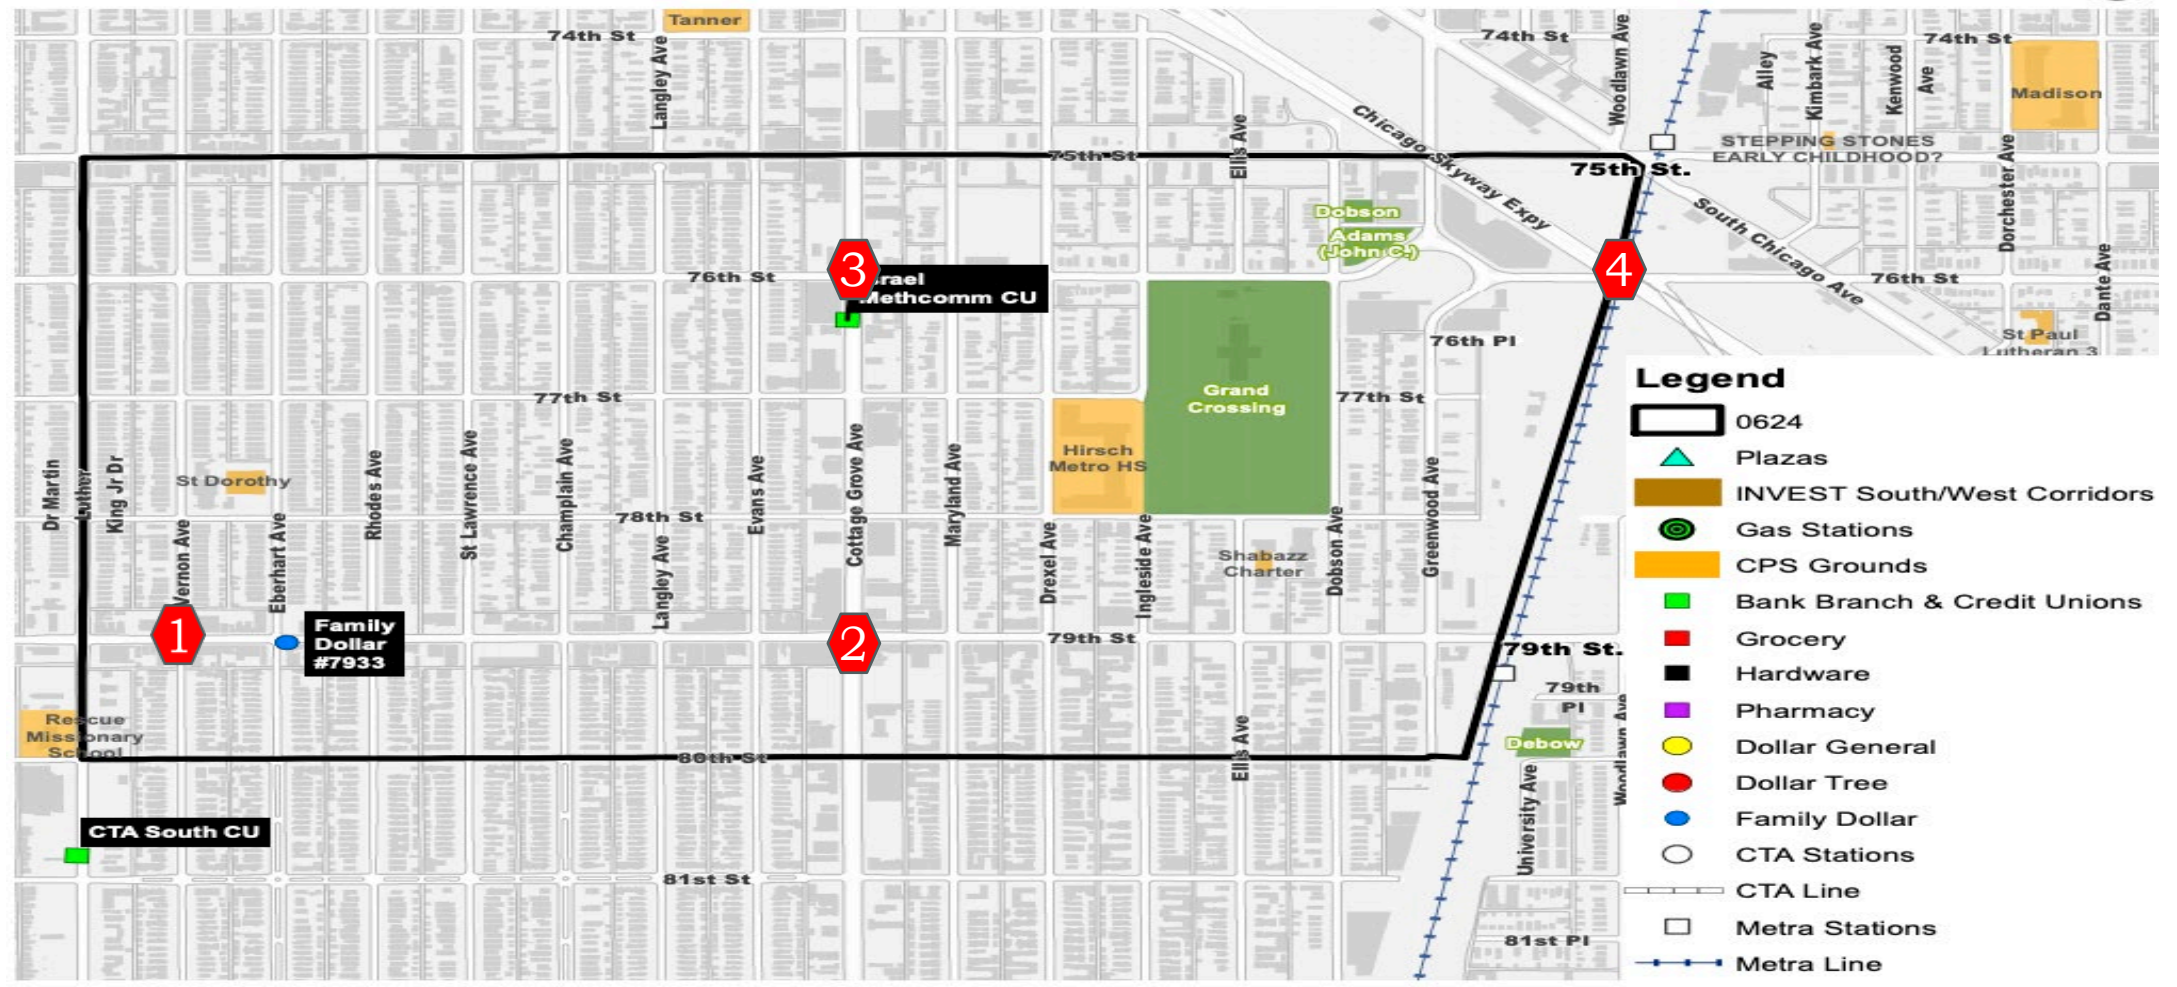 Tanner
74th St
74th St
74th St
Langley Ave
Woodlawn Ave
Alley
Kimbark Ave
Kenwood
Ave
Madison
Chicago Skyway Expy
Ellis Ave
STEPPING STONES
EARLY CHILDHOOD?
75th St
75th St.
Dorchester Ave
Dobson
Adams
(John C.)
South Chicago Ave
3
4
76th St
Israel
Methcomm CU
76th St
Dante Ave
St Paul
Lutheran 3
76th Pl
Grand
Crossing
77th St
77th St
Hirsch
Metro HS
Dr Martin
Luther
King Jr Dr
St Dorothy
Vernon Ave
Eberhart Ave
Rhodes Ave
St Lawrence Ave
Champlain Ave
78th St
Langley Ave
Evans Ave
Cottage Grove Ave
Maryland Ave
Drexel Ave
Ingleside Ave
Shabazz
Charter
Dobson Ave
Greenwood Ave
1
Family
Dollar
#7933
2
79th St
79th St.
79th
Pl
Rescue
Missionary
School
80th St
Ellis Ave
Debow
Woodlawn Ave
University Ave
CTA South CU
81st St
81st Pl
Legend
0624
Plazas
INVEST South/West Corridors
Gas Stations
CPS Grounds
Bank Branch & Credit Unions
Grocery
Hardware
Pharmacy
Dollar General
Dollar Tree
Family Dollar
CTA Stations
CTA Line
Metra Stations
Metra Line